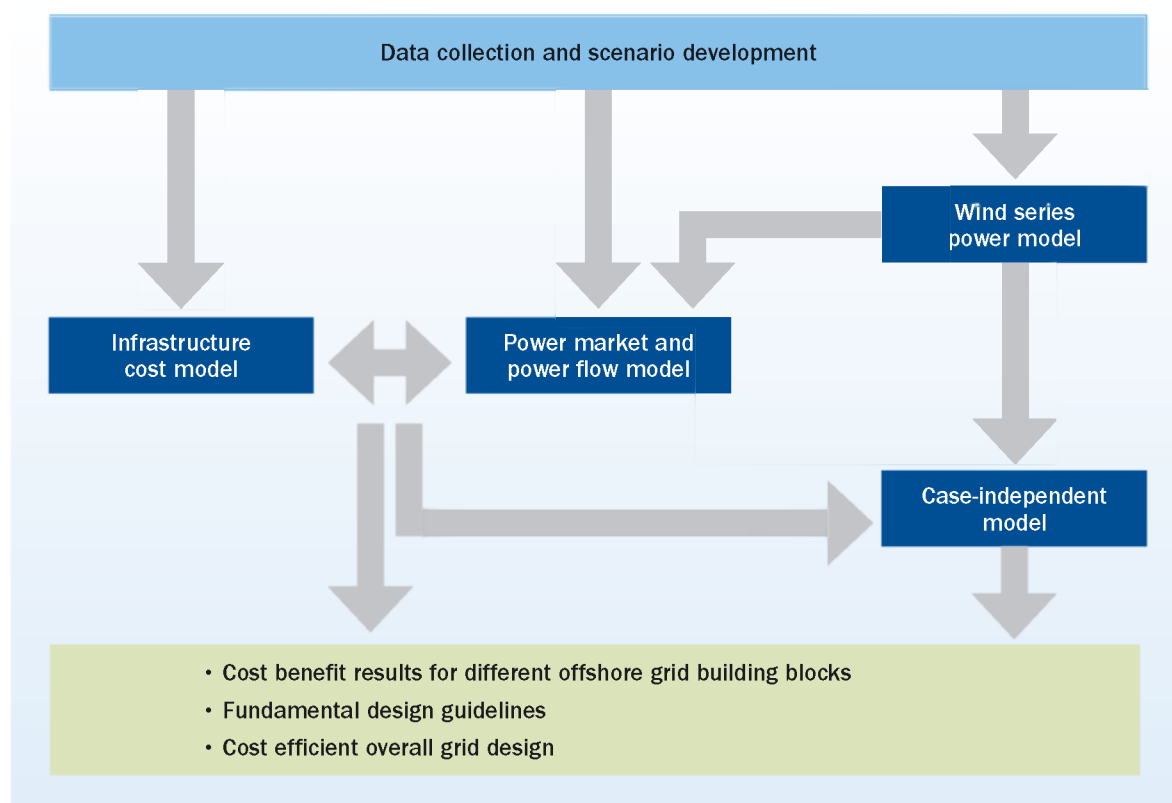 Data collection and scenario development
Wind series
power model
Infrastructure
cost model
Power market and
power flow model
Case-independent
model
• Cost benefit results for different offshore grid building blocks
• Fundamental design guidelines
• Cost efficient overall grid design